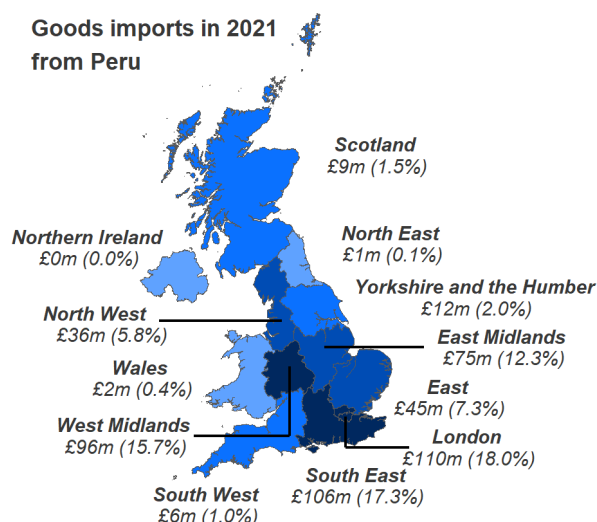 Goods imports in 2021
from Peru
Scotland
£9m (1.5%)
Northern Ireland
£0m (0.0%)
North East
£1m (0.1%)
Yorkshire and the Humber
£12m (2.0%)
North West
£36m (5.8%)
East Midlands
£75m (12.3%)
Wales
£2m (0.4%)
East
£45m (7.3%)
West Midlands
£96m (15.7%)
London
£110m (18.0%)
South East
£106m (17.3%)
South West
£6m (1.0%)